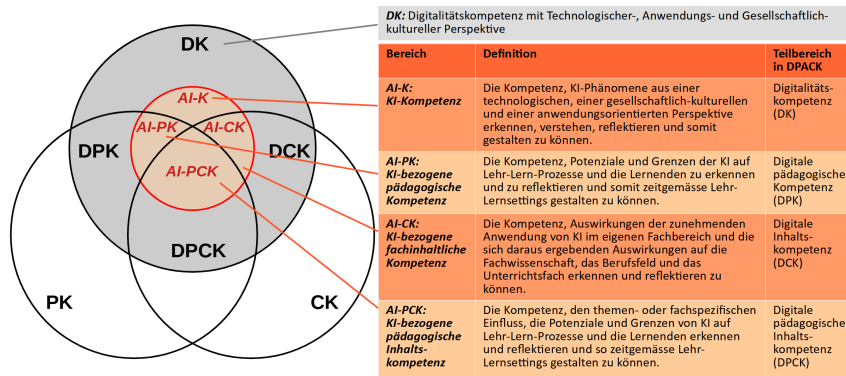 DK
AI-K
AI-PK
AI-CK
DPK
DCK
AI-PCK
DPCK
PK
CK
DK: Digitalitätskompetenz mit Technologischer-, Anwendungs- und Gesellschaftlich-
kultureller Perspektive
Bereich
Definition
Teilbereich
in DPACK
AI-K:
KI-Kompetenz
Die Kompetenz, KI-Phänomene aus einer
technologischen, einer gesellschaftlich-kulturellen
und einer anwendungsorientierten Perspektive
erkennen, verstehen, reflektieren und somit
gestalten zu können.
Digitalitäts-
kompetenz
(DK)
AI-PK:
KI-bezogene
pädagogische
Kompetenz
Die Kompetenz, Potenziale und Grenzen der KI auf
Lehr-Lern-Prozesse und die Lernenden zu erkennen
und zu reflektieren und somit zeitgemässe Lehr-
Lernsettings gestalten zu können.
Digitale
pädagogische
Kompetenz
(DPK)
AI-CK:
KI-bezogene
fachinhaltliche
Kompetenz
Die Kompetenz, Auswirkungen der zunehmenden
Anwendung von KI im eigenen Fachbereich und die
sich daraus ergebenden Auswirkungen auf die
Fachwissenschaft, das Berufsfeld und das
Unterrichtsfach erkennen und reflektieren zu
können.
Digitale
Inhalts-
kompetenz
(DCK)
AI-PCK:
KI-bezogene
pädagogische
Inhalts-
kompetenz
Die Kompetenz, den themen- oder fachspezifischen
Einfluss, die Potenziale und Grenzen von KI auf
Lehr-Lern-Prozesse und die Lernenden erkennen
und reflektieren und so zeitgemässe Lehr-
Lernsettings gestalten zu können.
Digitale
pädagogische
Inhalts-
kompetenz
(DPCK)